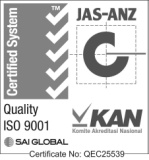 Certified System
JAS-ANZ
Quality
ISO 9001
KAN
Komite Akreditasi Nasional
SAI GLOBAL
Certificate No: QEC25539